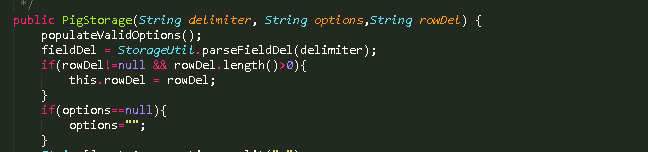 */
public PigStorage(String delimiter, String options,String rowDel) {
populateValidOptions();
fieldDel = StorageUtil.parseFieldDel(delimiter);
if(rowDel!=null && rowDel.length()>0){
this.rowDel = rowDel;
}
if(options==null){
options="";
}